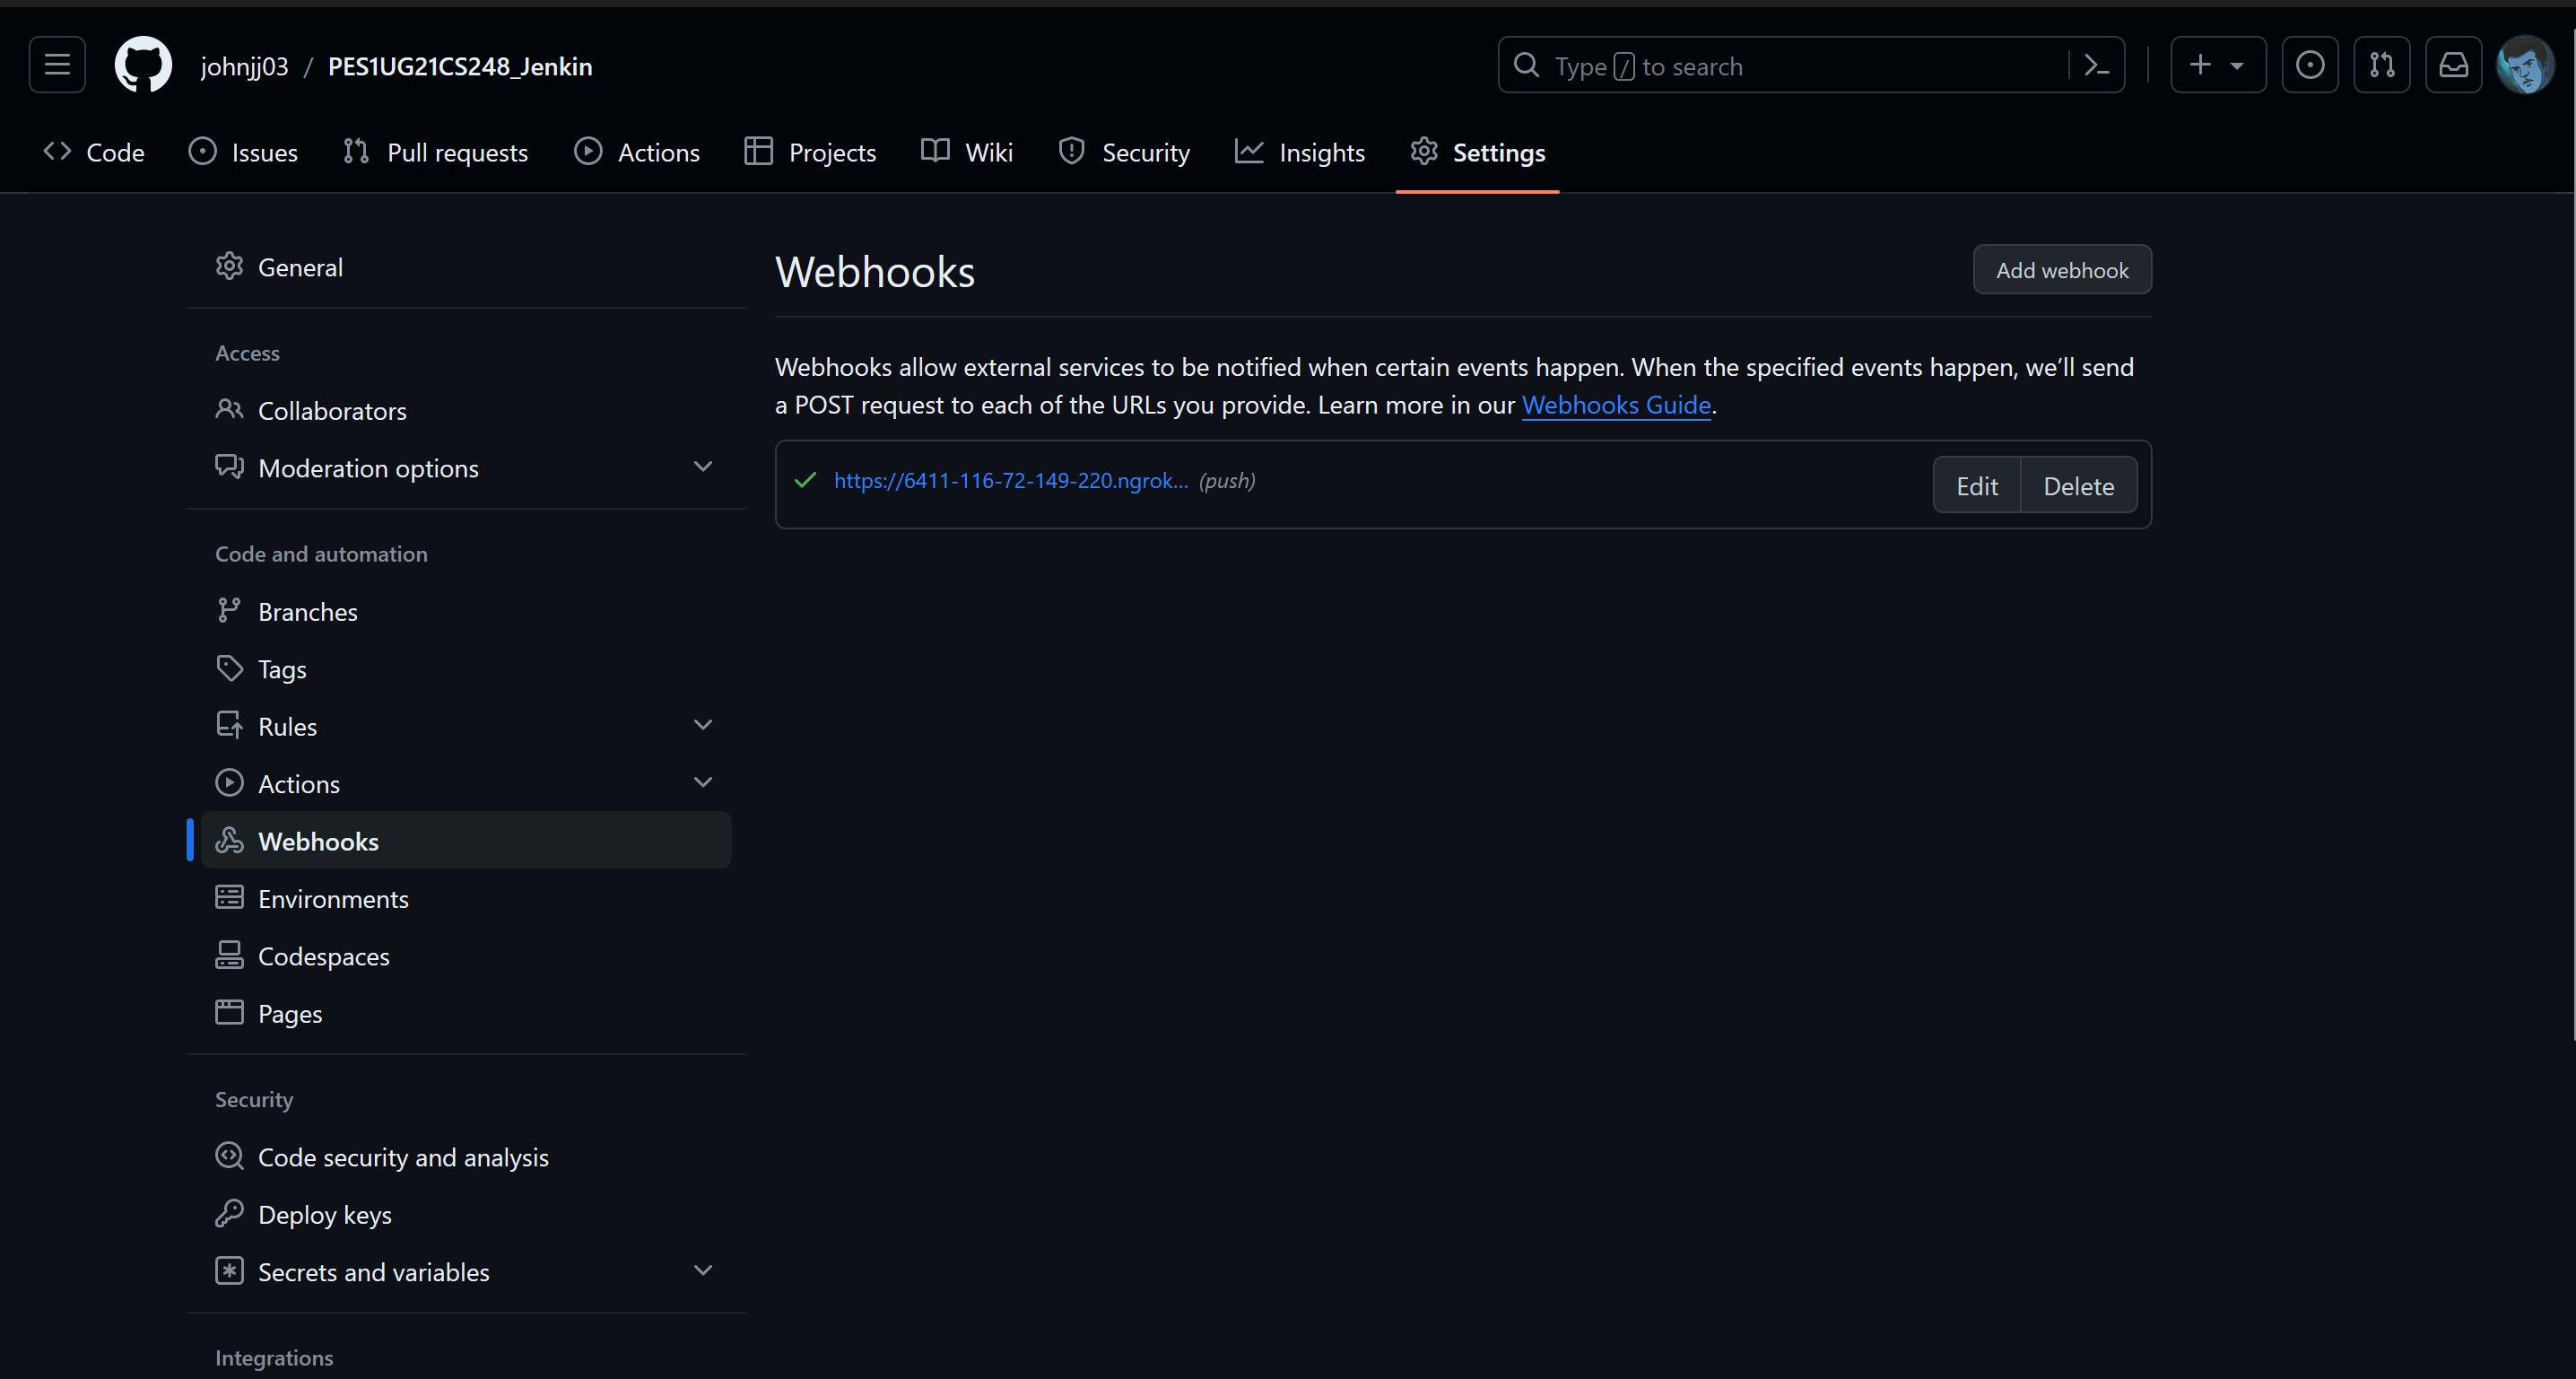 johnjj03 / PES1UG21CS248_Jenkin
Type / to search
Code Issues Pull requests Actions Projects Wiki Security Insights Settings
General
Access
Collaborators
Moderation options
Code and automation
Branches
Tags
Rules
Actions
Webhooks
Environments
Codespaces
Pages
Security
Code security and analysis
Deploy keys
Secrets and variables
Integrations
Webhooks
Add webhook
Webhooks allow external services to be notified when certain events happen. When the specified events happen, we’ll send
a POST request to each of the URLs you provide. Learn more in our Webhooks Guide.
https://6411-116-72-149-220.ngrok... (push)
Edit Delete